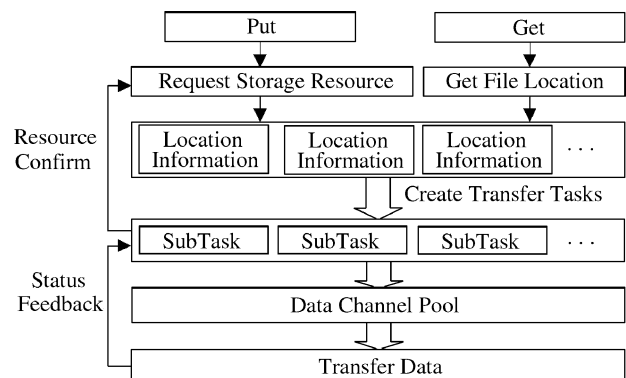 Put
Get
Request Storage Resource
Get File Location
Resource
Confirm
Location
Information
Location
Information
Location
Information
. . .
Create Transfer Tasks
SubTask
SubTask
SubTask
. . .
Status
Feedback
Data Channel Pool
Transfer Data